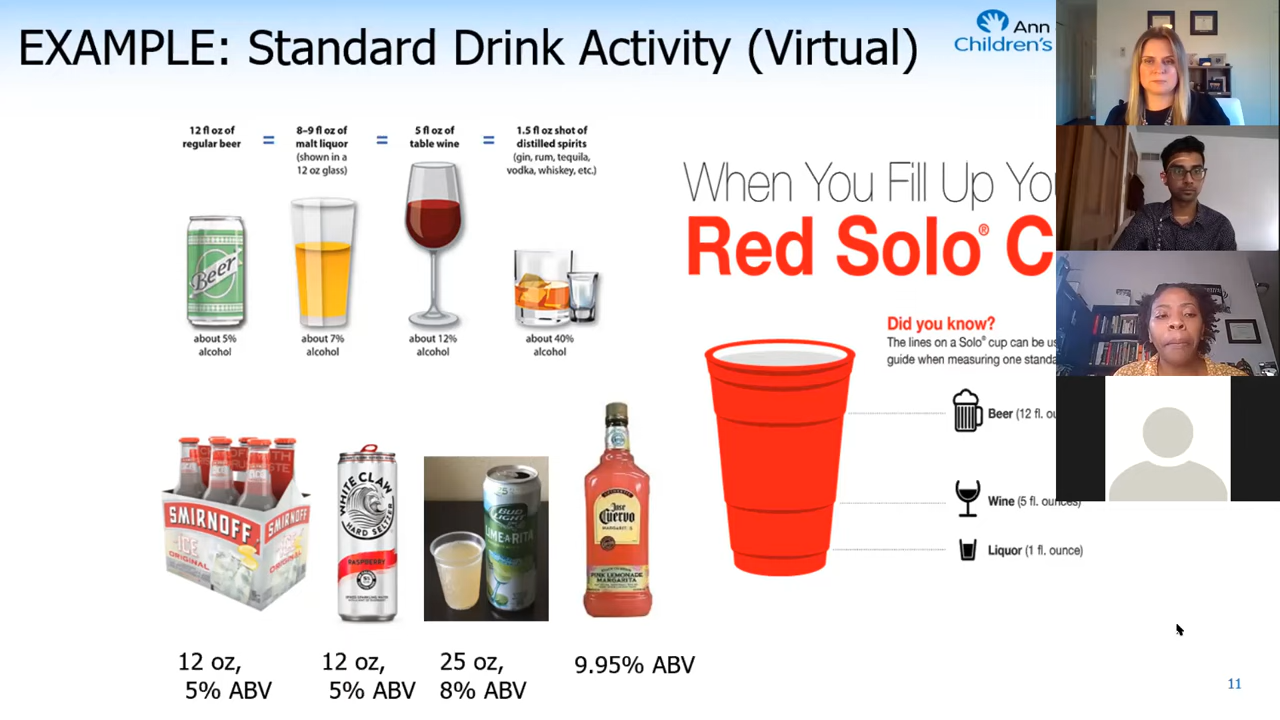 EXAMPLE: Standard Drink Activity (Virtual)
Ann
Children's
12 fl oz of
regular beer
=
8–9 fl oz of
malt liquor
(shown in a
12 oz glass)
=
5 fl oz of
table wine
=
1.5 fl oz shot of
distilled spirits
(gin, rum, tequila,
vodka, whiskey, etc.)
Beer
about 5%
alcohol
about 7%
alcohol
about 12%
alcohol
about 40%
alcohol
When You Fill Up Yo
Red Solo® C
Did you know?
The lines on a Solo® cup can be us
guide when measuring one standa
Beer (12 fl. ou
Wine (5 fl. ounces)
Liquor (1 fl. ounce)
SMIRNOFF
ICE
ORIGINAL
SMIRNOFF
WHITE CLAW
HARD SELTZER
RASPBERRY
BUD
LIGHT
LIME A RITA
Jose
Cuervo
MARGARITAS
PINK LEMONADE
MARGARITA
12 oz,
5% ABV
12 oz,
5% ABV
25 oz,
8% ABV
9.95% ABV
11